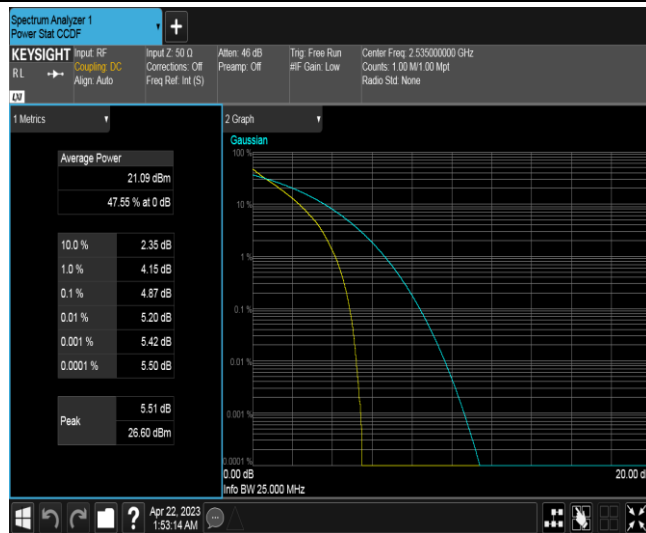 Spectrum Analyzer 1
Power Stat CCDF
KEYSIGHT
RL
Input: RF
Coupling: DC
Align: Auto
Input Z: 50 Ω
Corrections: Off
Freq Ref: Int (S)
Atten: 46 dB
Preamp: Off
Trig: Free Run
#IF Gain: Low
Center Freq: 2.535000000 GHz
Counts: 1.00 M/1.00 Mpt
Radio Std: None
1 Metrics
Average Power
21.09 dBm
47.55 % at 0 dB
10.0 % 2.35 dB
1.0 % 4.15 dB
0.1 % 4.87 dB
0.01 % 5.20 dB
0.001 % 5.42 dB
0.0001 % 5.50 dB
Peak
5.51 dB
26.60 dBm
2 Graph
Gaussian
100 %
10 %
1 %
0.1 %
0.01 %
0.001 %
0.0001 %
0.00 dB
20.00 d
Info BW 25.000 MHz
?
Apr 22, 2023
1:53:14 AM